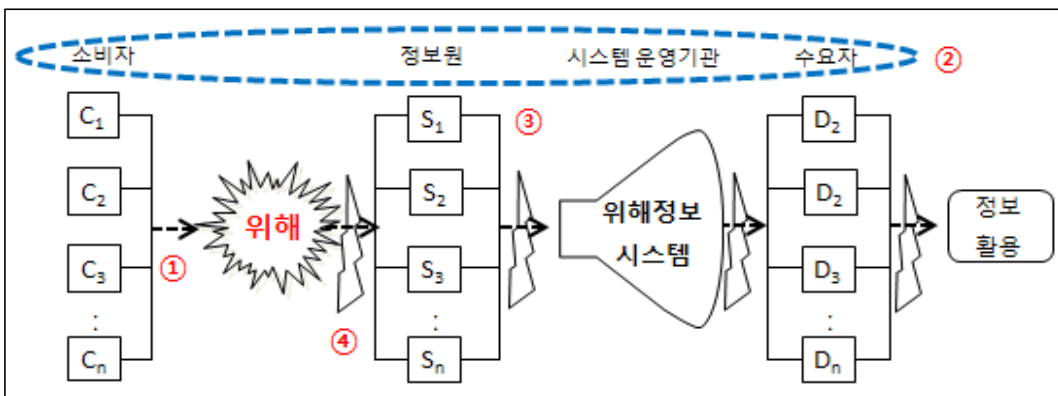 소비자 정보원 시스템 운영기관 수요자 ②
C1 S1 ③ D2
C2 S2 D2
위해 위해정보 시스템 정보 활용
① C3 S3 D3
: : :
④
Cn Sn Dn